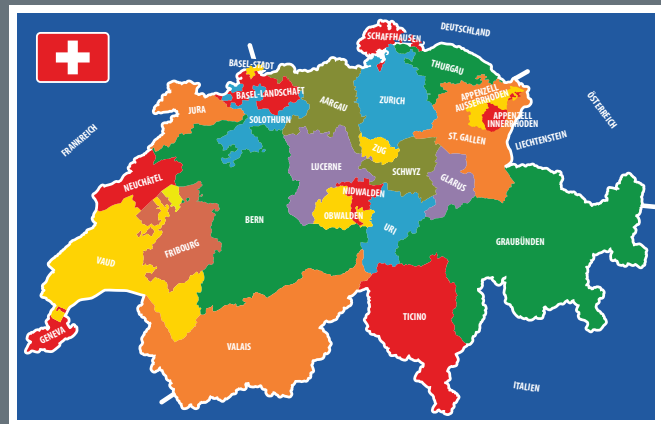 DEUTSCHLAND
SCHAFFHAUSEN
BASEL-STADT
THURGAU
BASEL-LANDSCHAFT
APPENZELL
AUSSERRHODEN
ÖSTERREICH
JURA
AARGAU
ZURICH
SOLOTHURN
APPENZELL
INNERRHODEN
FRANKREICH
ST. GALLEN
LIECHTENSTEIN
ZUG
LUCERNE
SCHWYZ
NEUCHÂTEL
GLARUS
NIDWALDEN
OBWALDEN
BERN
URI
FRIBOURG
GRAUBÜNDEN
VAUD
TICINO
GENEVA
VALAIS
ITALIEN